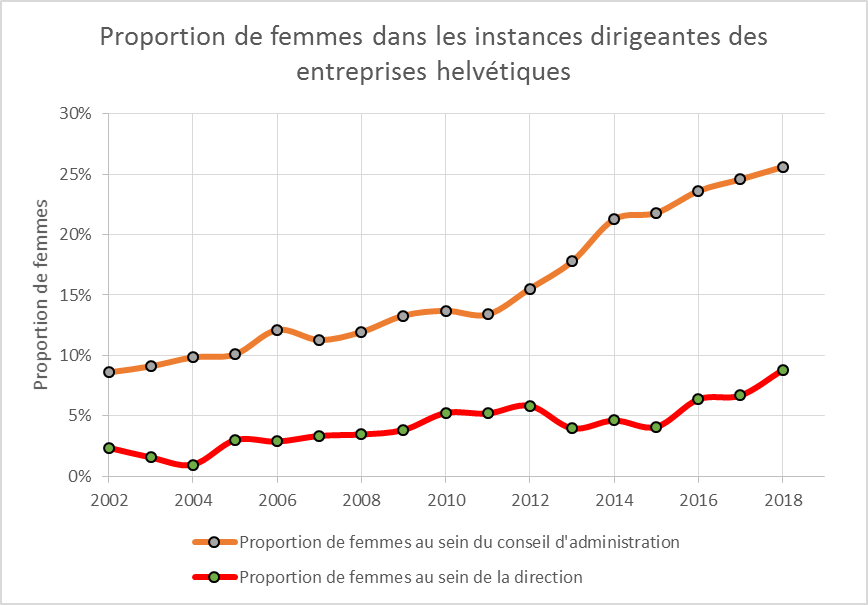 Proportion de femmes dans les instances dirigeantes des
entreprises helvétiques
Proportion de femmes
30%
25%
20%
15%
10%
5%
0%
2002 2004 2006 2008 2010 2012 2014 2016 2018
Proportion de femmes au sein du conseil d'administration
Proportion de femmes au sein de la direction